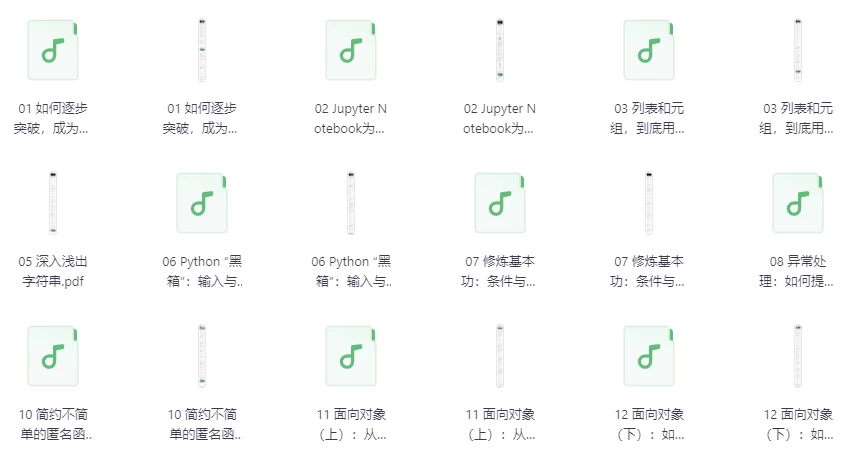 01 如何逐步
突破，成为...
01 如何逐步
突破，成为...
02 Jupyter N
otebook为...
02 Jupyter N
otebook为...
03 列表和元
组，到底用...
03 列表和元
组，到底用...
05 深入浅出
字符串.pdf
06 Python “黑
箱”：输入与..
06 Python “黑
箱”：输入与..
07 修炼基本
功：条件与...
07 修炼基本
功：条件与...
08 异常处
理：如何提...
10 简约不简
单的匿名函..
10 简约不简
单的匿名函..
11 面向对象
（上）：从...
11 面向对象
（上）：从...
12 面向对象
（下）：如...
12 面向对象
（下）：如...